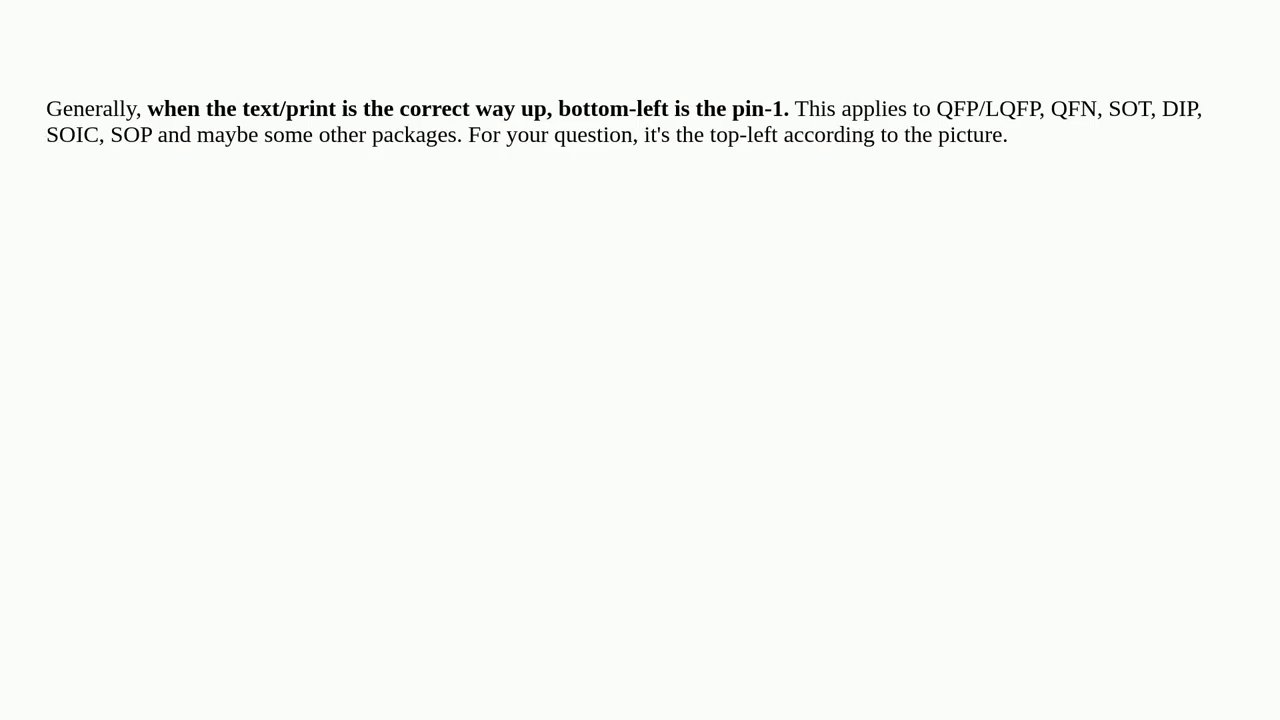 Generally, when the text/print is the correct way up, bottom-left is the pin-1. This applies to QFP/LQFP, QFN, SOT, DIP,
SOIC, SOP and maybe some other packages. For your question, it's the top-left according to the picture.